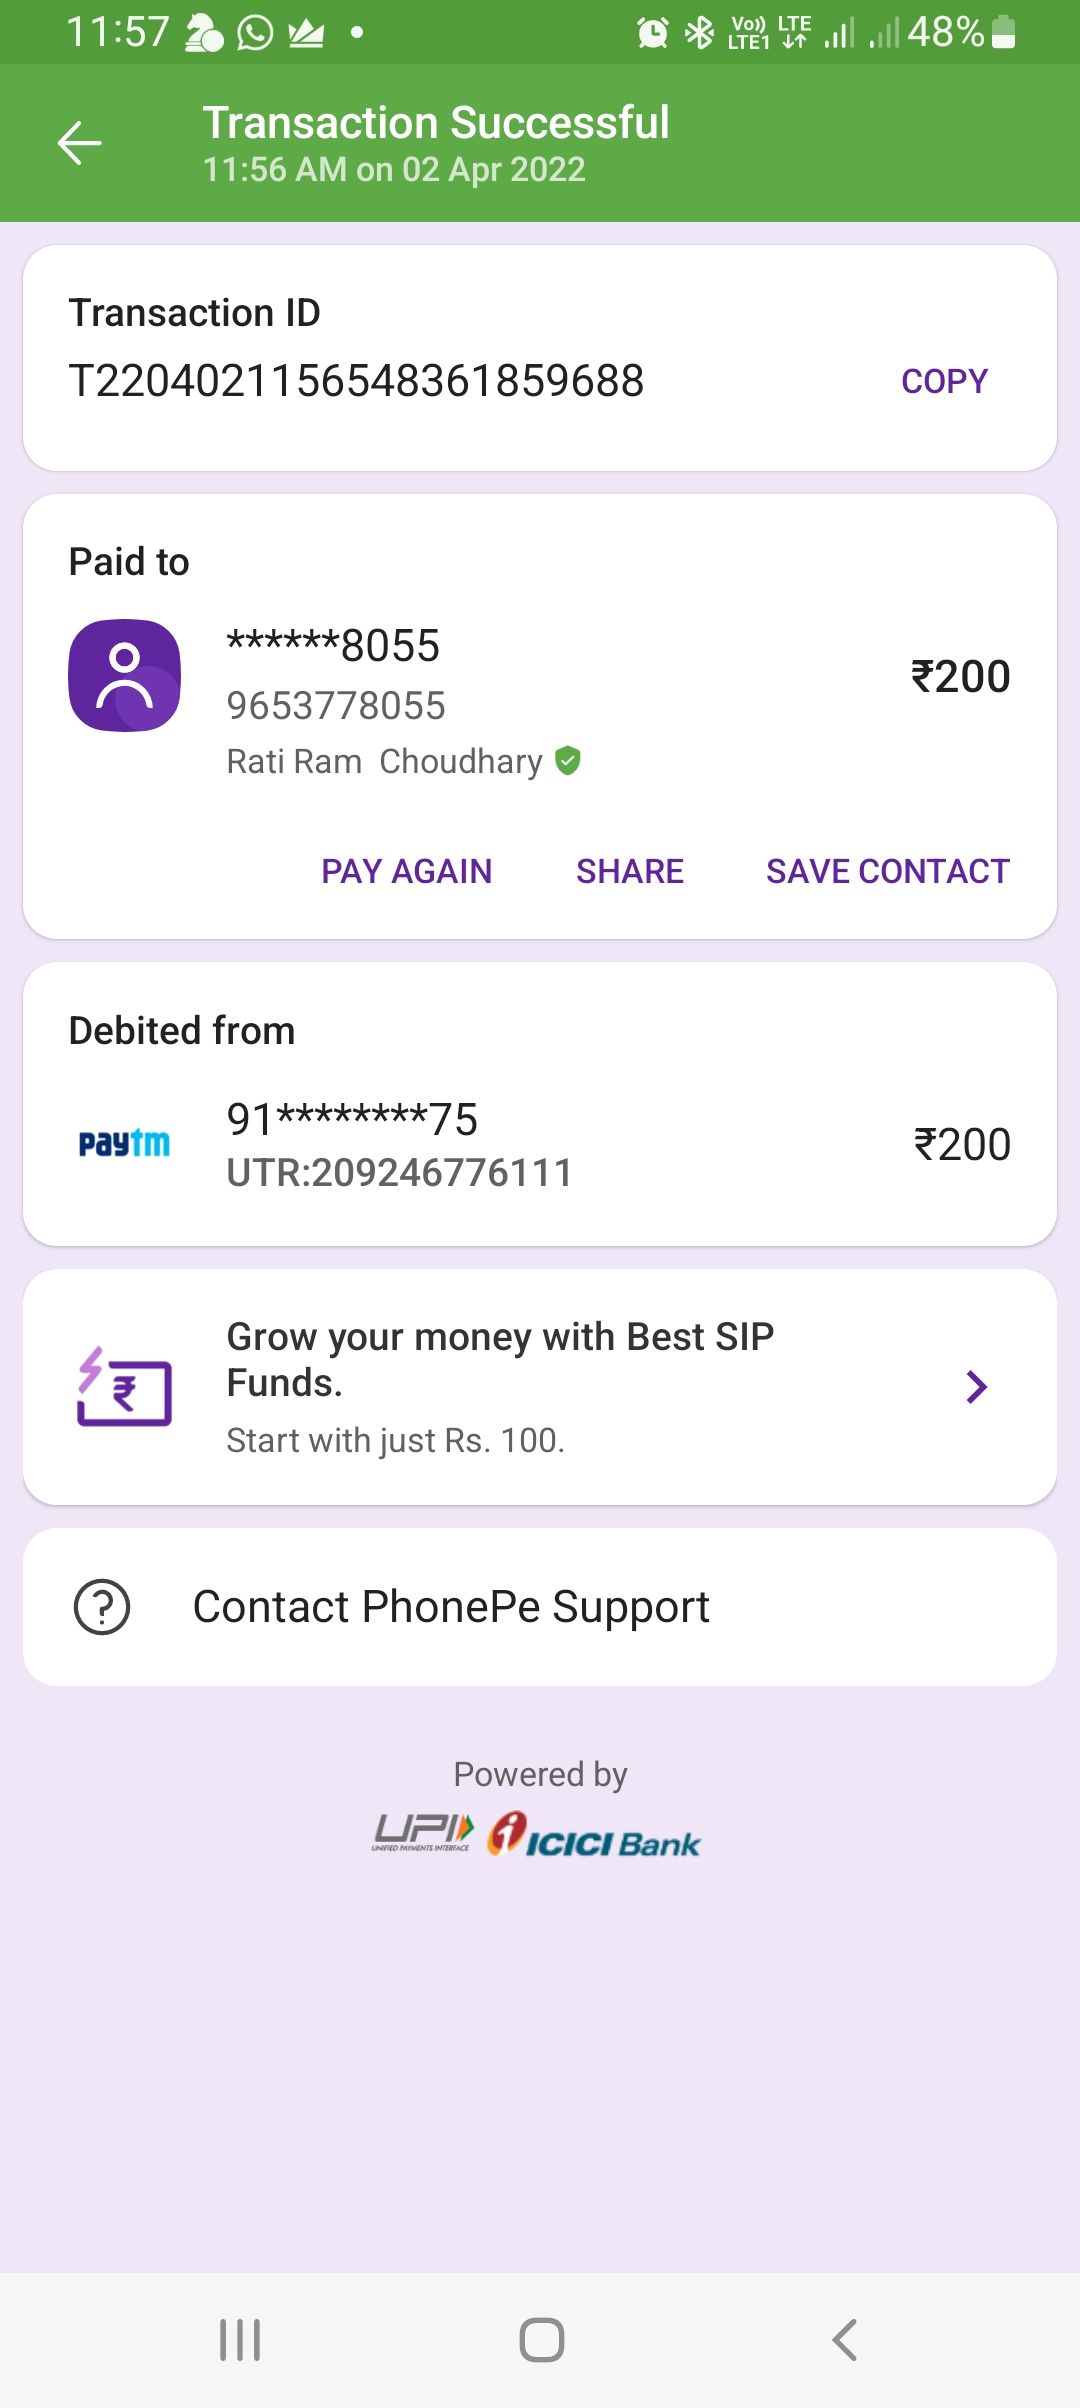 11:57
Vo)) LTE
LTE1
48%
Transaction Successful
11:56 AM on 02 Apr 2022
Transaction ID
T2204021156548361859688
COPY
Paid to
******8055
9653778055
₹200
Rati Ram  Choudhary
PAY AGAIN
SHARE
SAVE CONTACT
Debited from
paytm
91********75
UTR:209246776111
₹200
Grow your money with Best SIP
Funds.
Start with just Rs. 100.
Contact PhonePe Support
Powered by
UPI
UNIFIED PAYMENTS INTERFACE
ICICI Bank